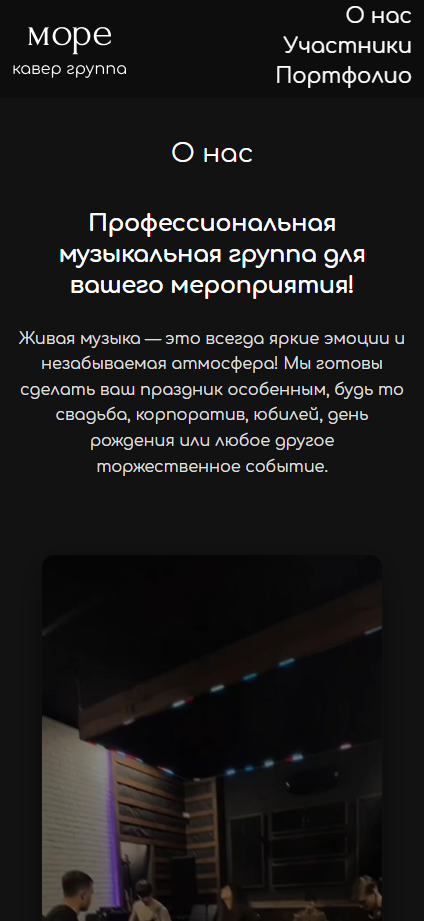 море
кавер группа
О нас
Участники
Портфолио
О нас
Профессиональная
музыкальная группа для
вашего мероприятия!
Живая музыка — это всегда яркие эмоции и
незабываемая атмосфера! Мы готовы
сделать ваш праздник особенным, будь то
свадьба, корпоратив, юбилей, день
рождения или любое другое
торжественное событие.